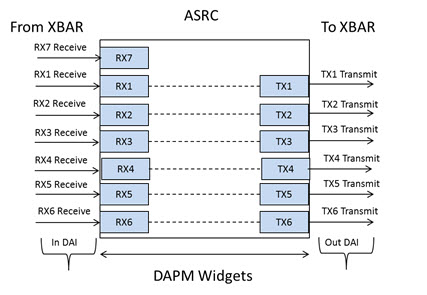 ASRC
From XBAR
To XBAR
RX7 Receive
RX7
RX1 Receive
RX1
TX1
TX1 Transmit
RX2 Receive
RX2
TX2
TX2 Transmit
RX3 Receive
RX3
TX3
TX3 Transmit
RX4 Receive
RX4
TX4
TX4 Transmit
RX5 Receive
RX5
TX5
TX5 Transmit
RX6 Receive
RX6
TX6
TX6 Transmit
In DAI
Out DAI
DAPM Widgets